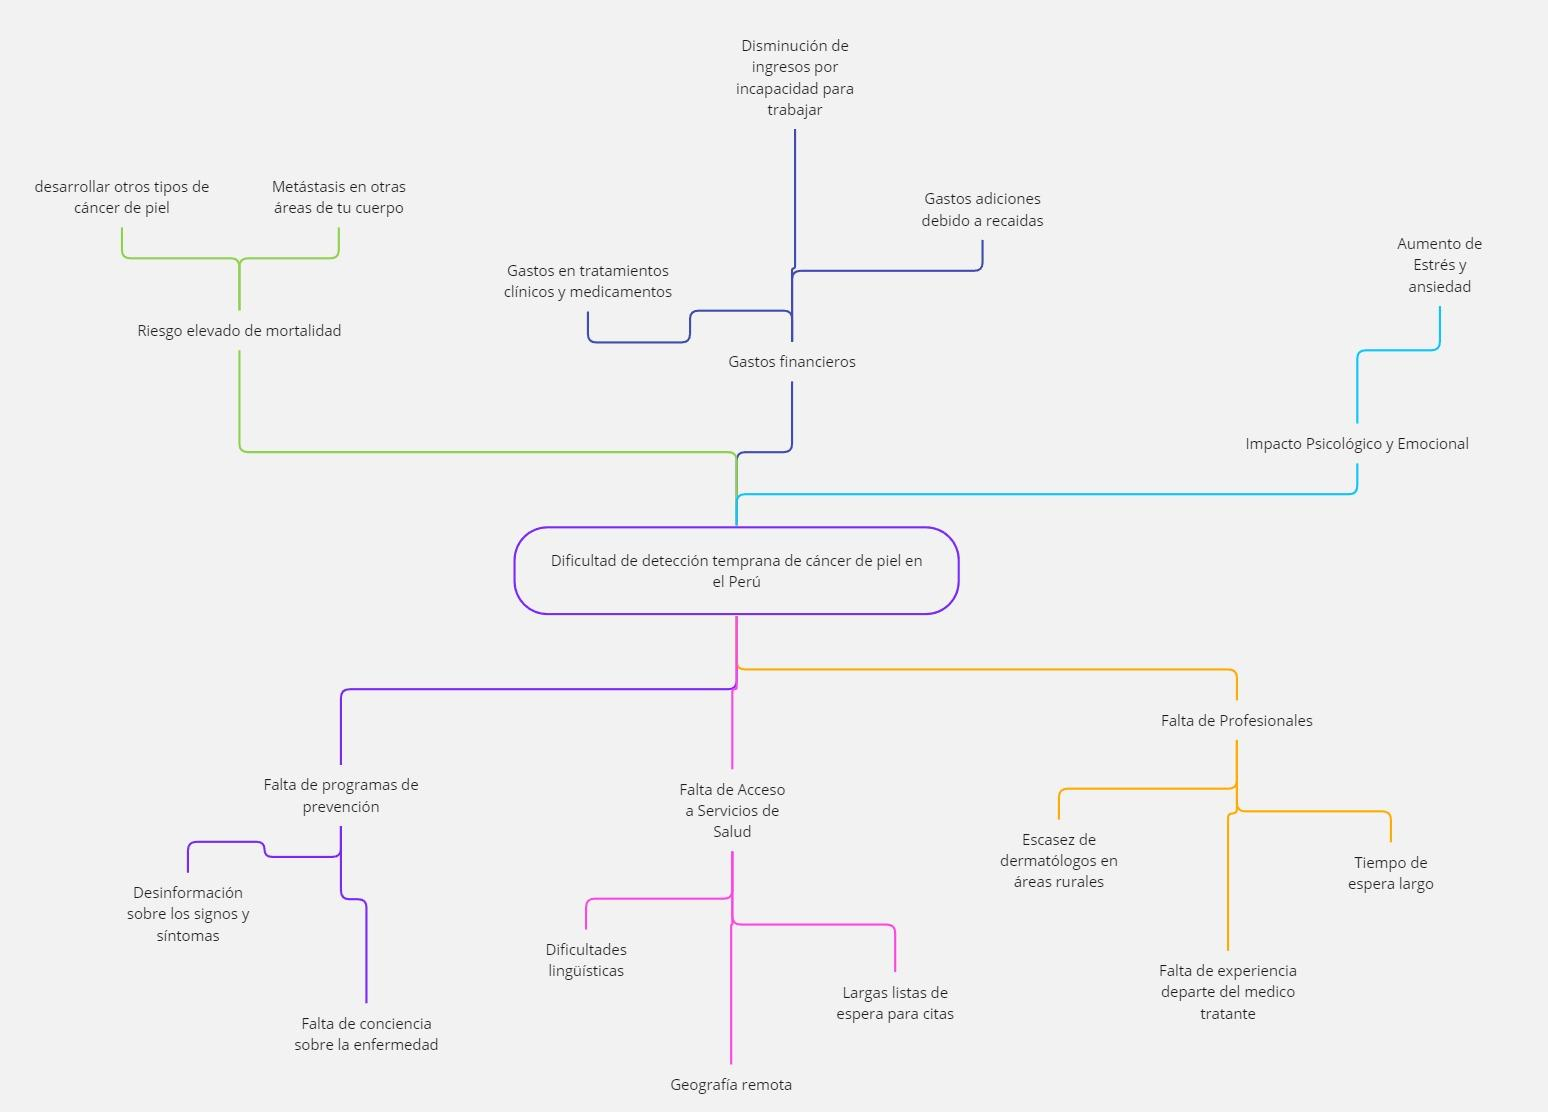 Disminución de
ingresos por
incapacidad para
trabajar
desarrollar otros tipos de
cáncer de piel
Metástasis en otras
áreas de tu cuerpo
Gastos adiciones
debido a recaidas
Gastos en tratamientos
clínicos y medicamentos
Aumento de
Estrés y
ansiedad
Riesgo elevado de mortalidad
Gastos financieros
Impacto Psicológico y Emocional
Dificultad de detección temprana de cáncer de piel en
el Perú
Falta de programas de
prevención
Falta de Acceso
a Servicios de
Salud
Falta de Profesionales
Desinformación
sobre los signos y
síntomas
Falta de conciencia
sobre la enfermedad
Dificultades
lingüísticas
Geografía remota
Largas listas de
espera para citas
Escasez de
dermatólogos en
áreas rurales
Falta de experiencia
departe del medico
tratante
Tiempo de
espera largo